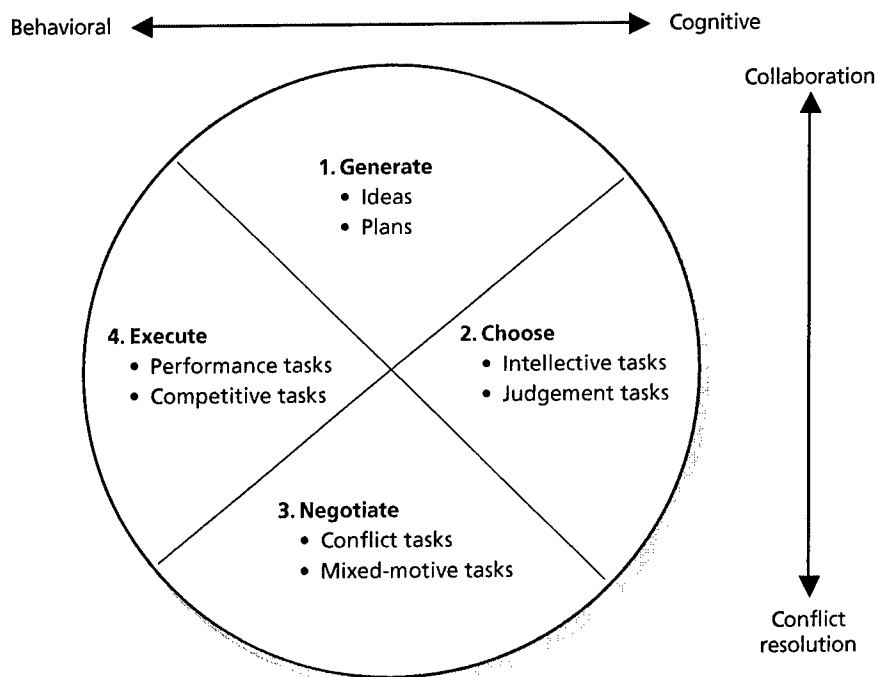 Behavioral
Cognitive
Collaboration
1. Generate
• Ideas
• Plans
4. Execute
• Performance tasks
• Competitive tasks
2. Choose
• Intellective tasks
• Judgement tasks
3. Negotiate
• Conflict tasks
• Mixed-motive tasks
Conflict
resolution